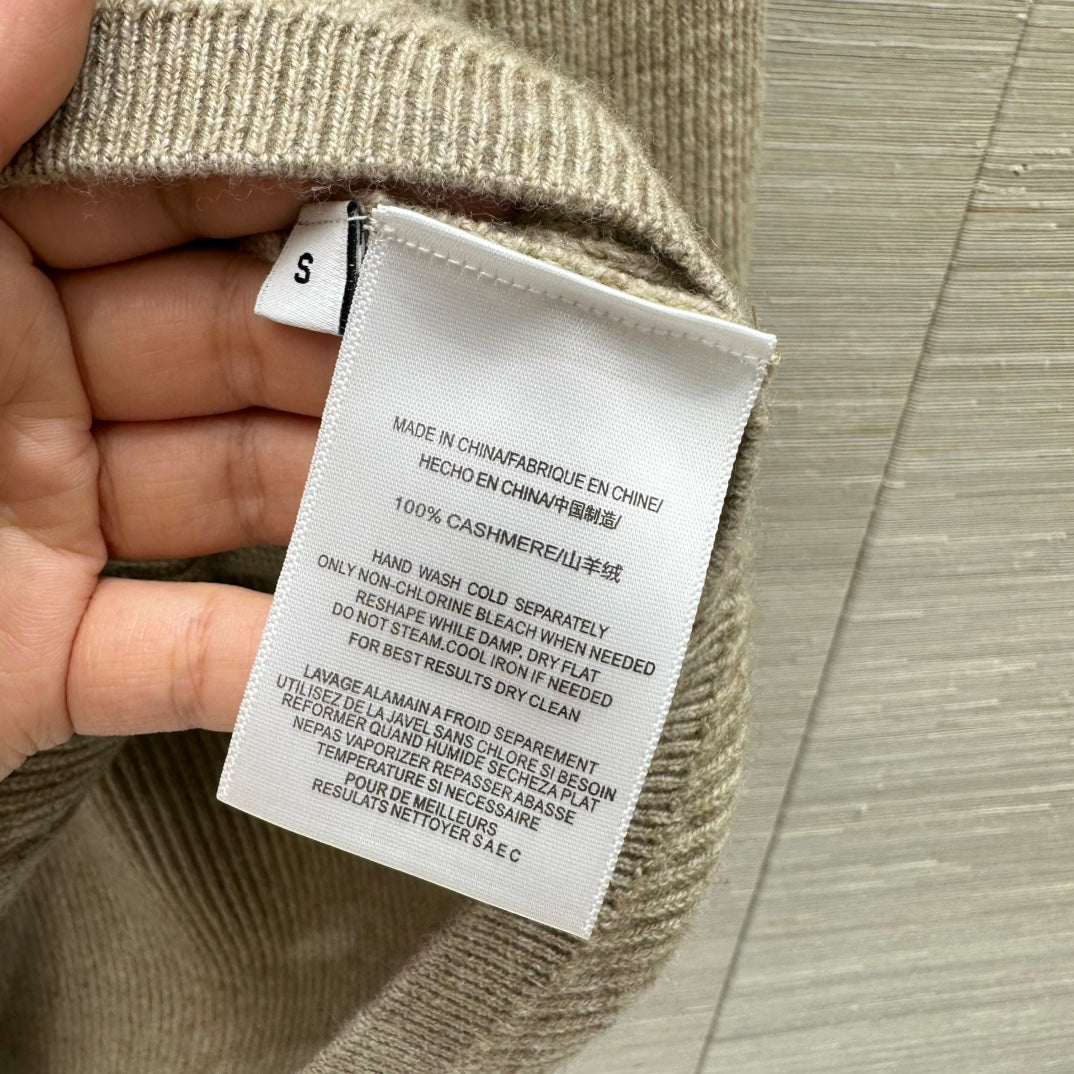 S
MADE IN CHINA/FABRIQUE EN CHINE/
HECHO EN CHINA/中国制造/
100% CASHMERE/山羊绒
HAND WASH COLD SEPARATELY
ONLY NON-CHLORINE BLEACH WHEN NEEDED
RESHAPE WHILE DAMP. DRY FLAT
DO NOT STEAM.COOL IRON IF NEEDED
FOR BEST RESULTS DRY CLEAN
LAVAGE ALAMAIN A FROID SEPAREMENT
UTILISEZ DE LA JAVEL SANS CHLORE SI BESOIN
REFORMER QUAND HUMIDE SECHEZA PLAT
NEPAS VAPORIZER REPASSER ABASSE
TEMPERATURE SI NECESSAIRE
POUR DE MEILLEURS
RESULATS NETTOYER S A E C